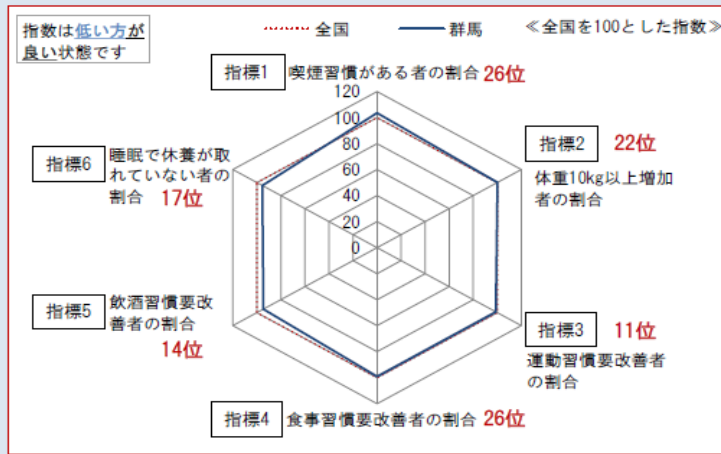 指数は低い方が
良い状態です
全国
群馬
≪全国を100とした指数≫
指標1 喫煙習慣がある者の割合 26位
指標2 22位
体重10kg以上増加
者の割合
指標3 11位
運動習慣要改善者
の割合
指標4 食事習慣要改善者の割合 26位
指標5 飲酒習慣要改
善者の割合
14位
指標6 睡眠で休養が取
れていない者の
割合 17位
120
100
80
60
40
20
0